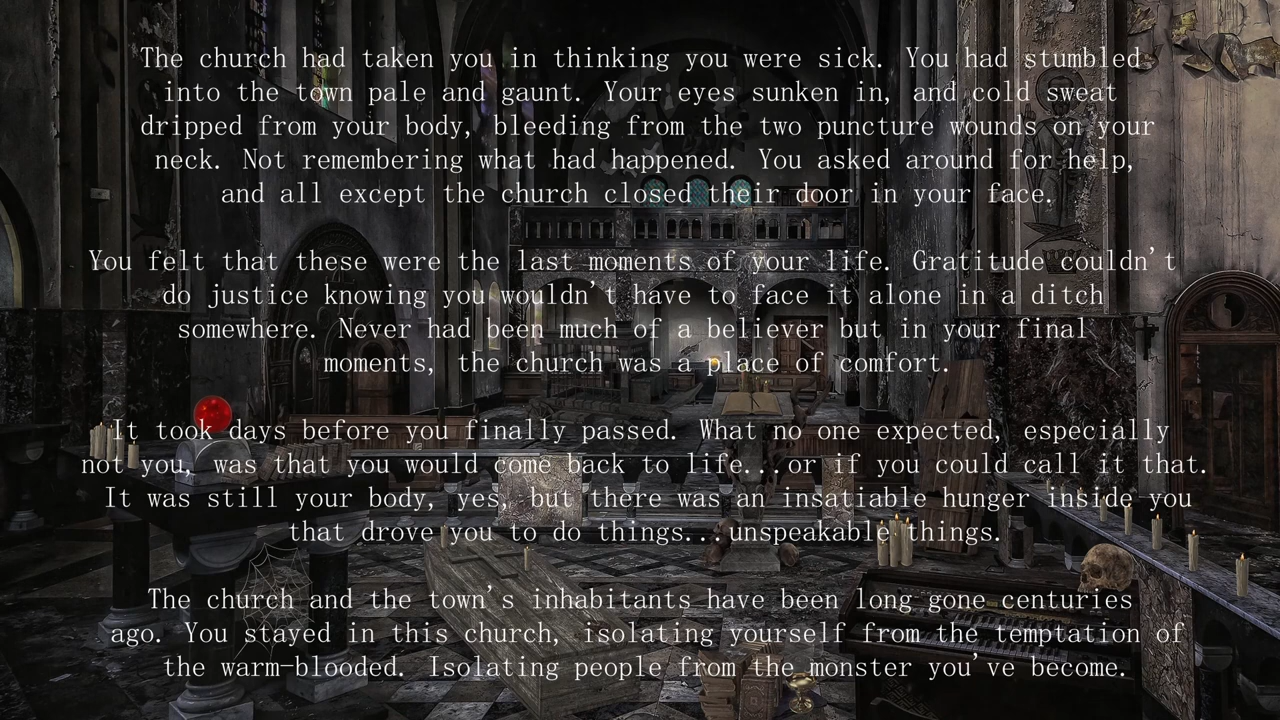 The church had taken you in thinking you were sick. You had stumbled
into the town pale and gaunt. Your eyes sunken in, and cold sweat
dripped from your body, bleeding from the two puncture wounds on your
neck. Not remembering what had happened. You asked around for help,
and all except the church closed their door in your face.
You felt that these were the last moments of your life. Gratitude couldn't
do justice knowing you wouldn't have to face it alone in a ditch
somewhere. Never had been much of a believer but in your final
moments, the church was a place of comfort.
It took days before you finally passed. What no one expected, especially
not you, was that you would come back to life...or if you could call it that.
It was still your body, yes, but there was an insatiable hunger inside you
that drove you to do things...unspeakable things.
The church and the town's inhabitants have been long gone centuries
ago. You stayed in this church, isolating yourself from the temptation of
the warm-blooded. Isolating people from the monster you've become.